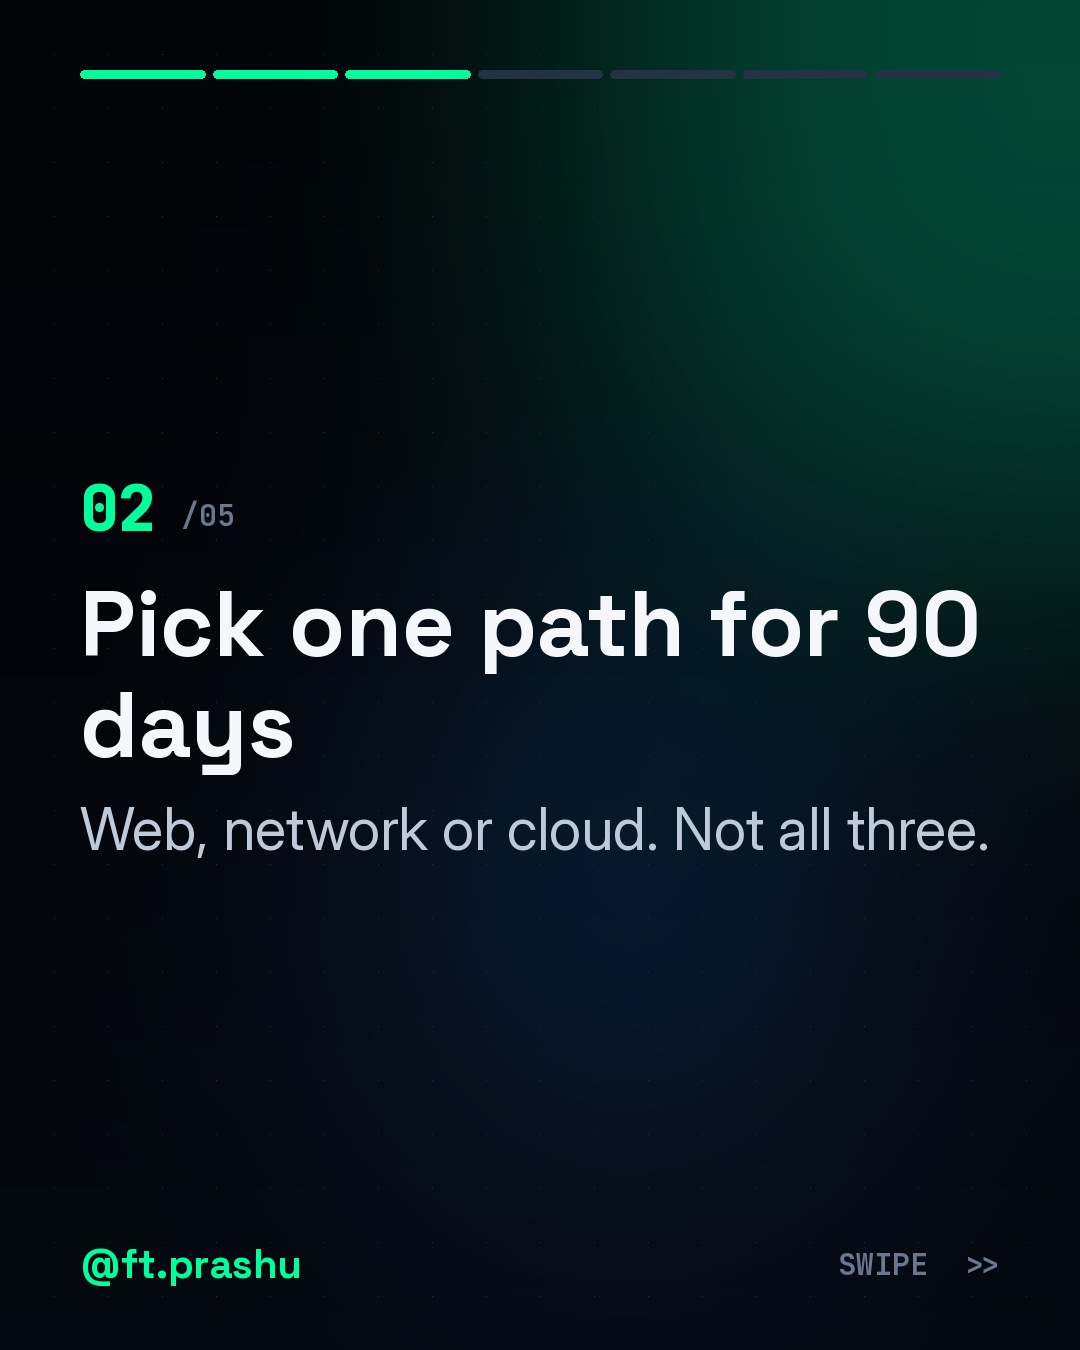 02 /05
Pick one path for 90
days
Web, network or cloud. Not all three.
@ft.prashu
SWIPE >>